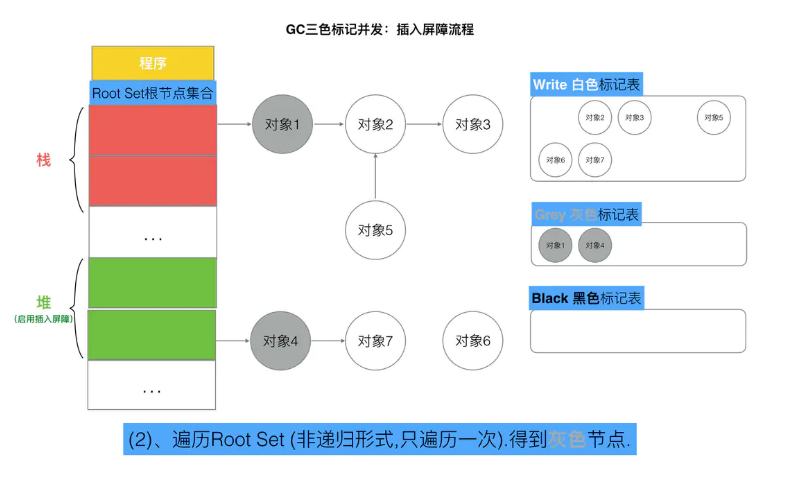 GC三色标记并发：插入屏障流程
程序
Root Set根节点集合
栈
...
堆
(启用插入屏障)
...
对象1
对象2
对象3
对象5
对象4
对象7
对象6
Write 白色标记表
对象2
对象3
对象5
对象6
对象7
Grey 灰色标记表
对象1
对象4
Black 黑色标记表
(2)、遍历Root Set (非递归形式,只遍历一次).得到灰色节点.